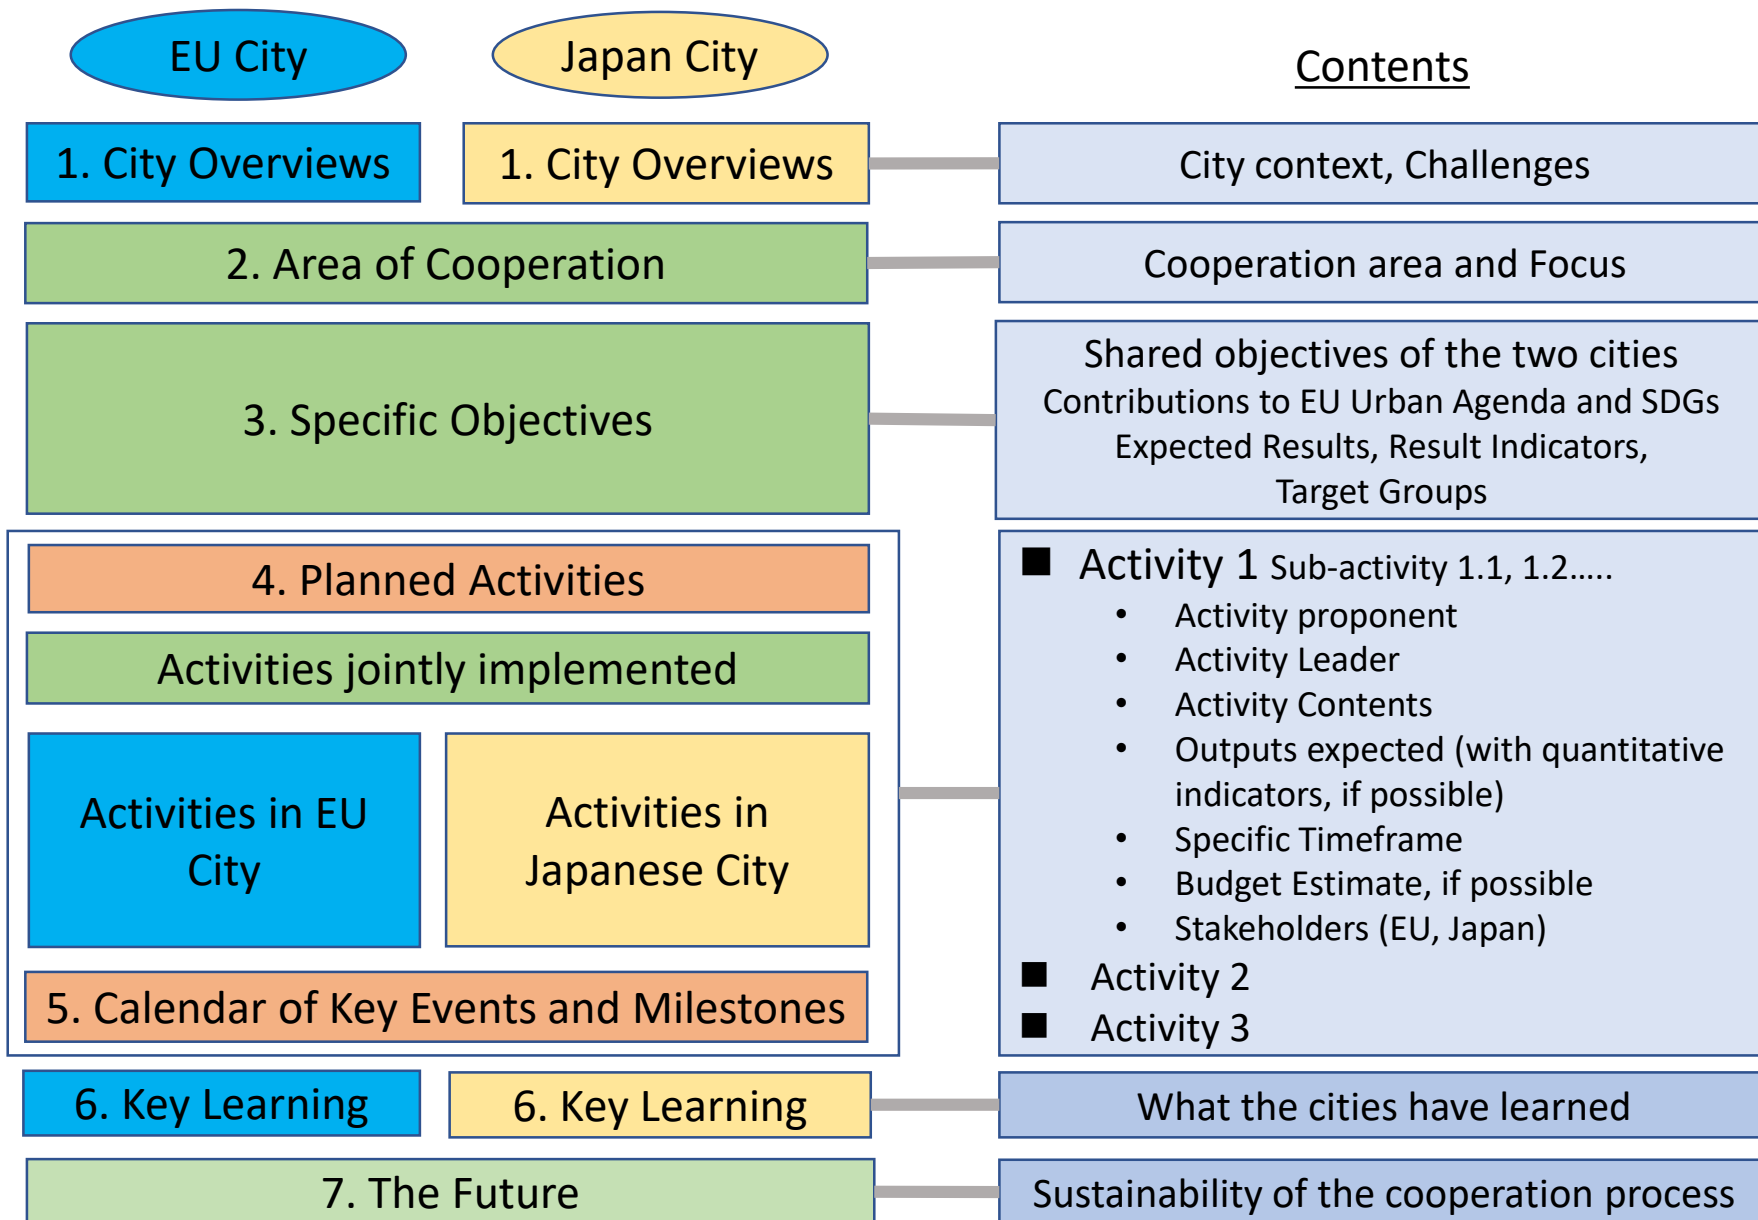 EU City
Japan City
Contents
1. City Overviews
1. City Overviews
City context, Challenges
2. Area of Cooperation
Cooperation area and Focus
3. Specific Objectives
Shared objectives of the two cities
Contributions to EU Urban Agenda and SDGs
Expected Results, Result Indicators,
Target Groups
4. Planned Activities
Activities jointly implemented
Activities in EU
City
Activities in
Japanese City
5. Calendar of Key Events and Milestones
■ Activity 1 Sub-activity 1.1, 1.2.....
• Activity proponent
• Activity Leader
• Activity Contents
• Outputs expected (with quantitative
indicators, if possible)
• Specific Timeframe
• Budget Estimate, if possible
• Stakeholders (EU, Japan)
■ Activity 2
■ Activity 3
6. Key Learning
6. Key Learning
What the cities have learned
7. The Future
Sustainability of the cooperation process